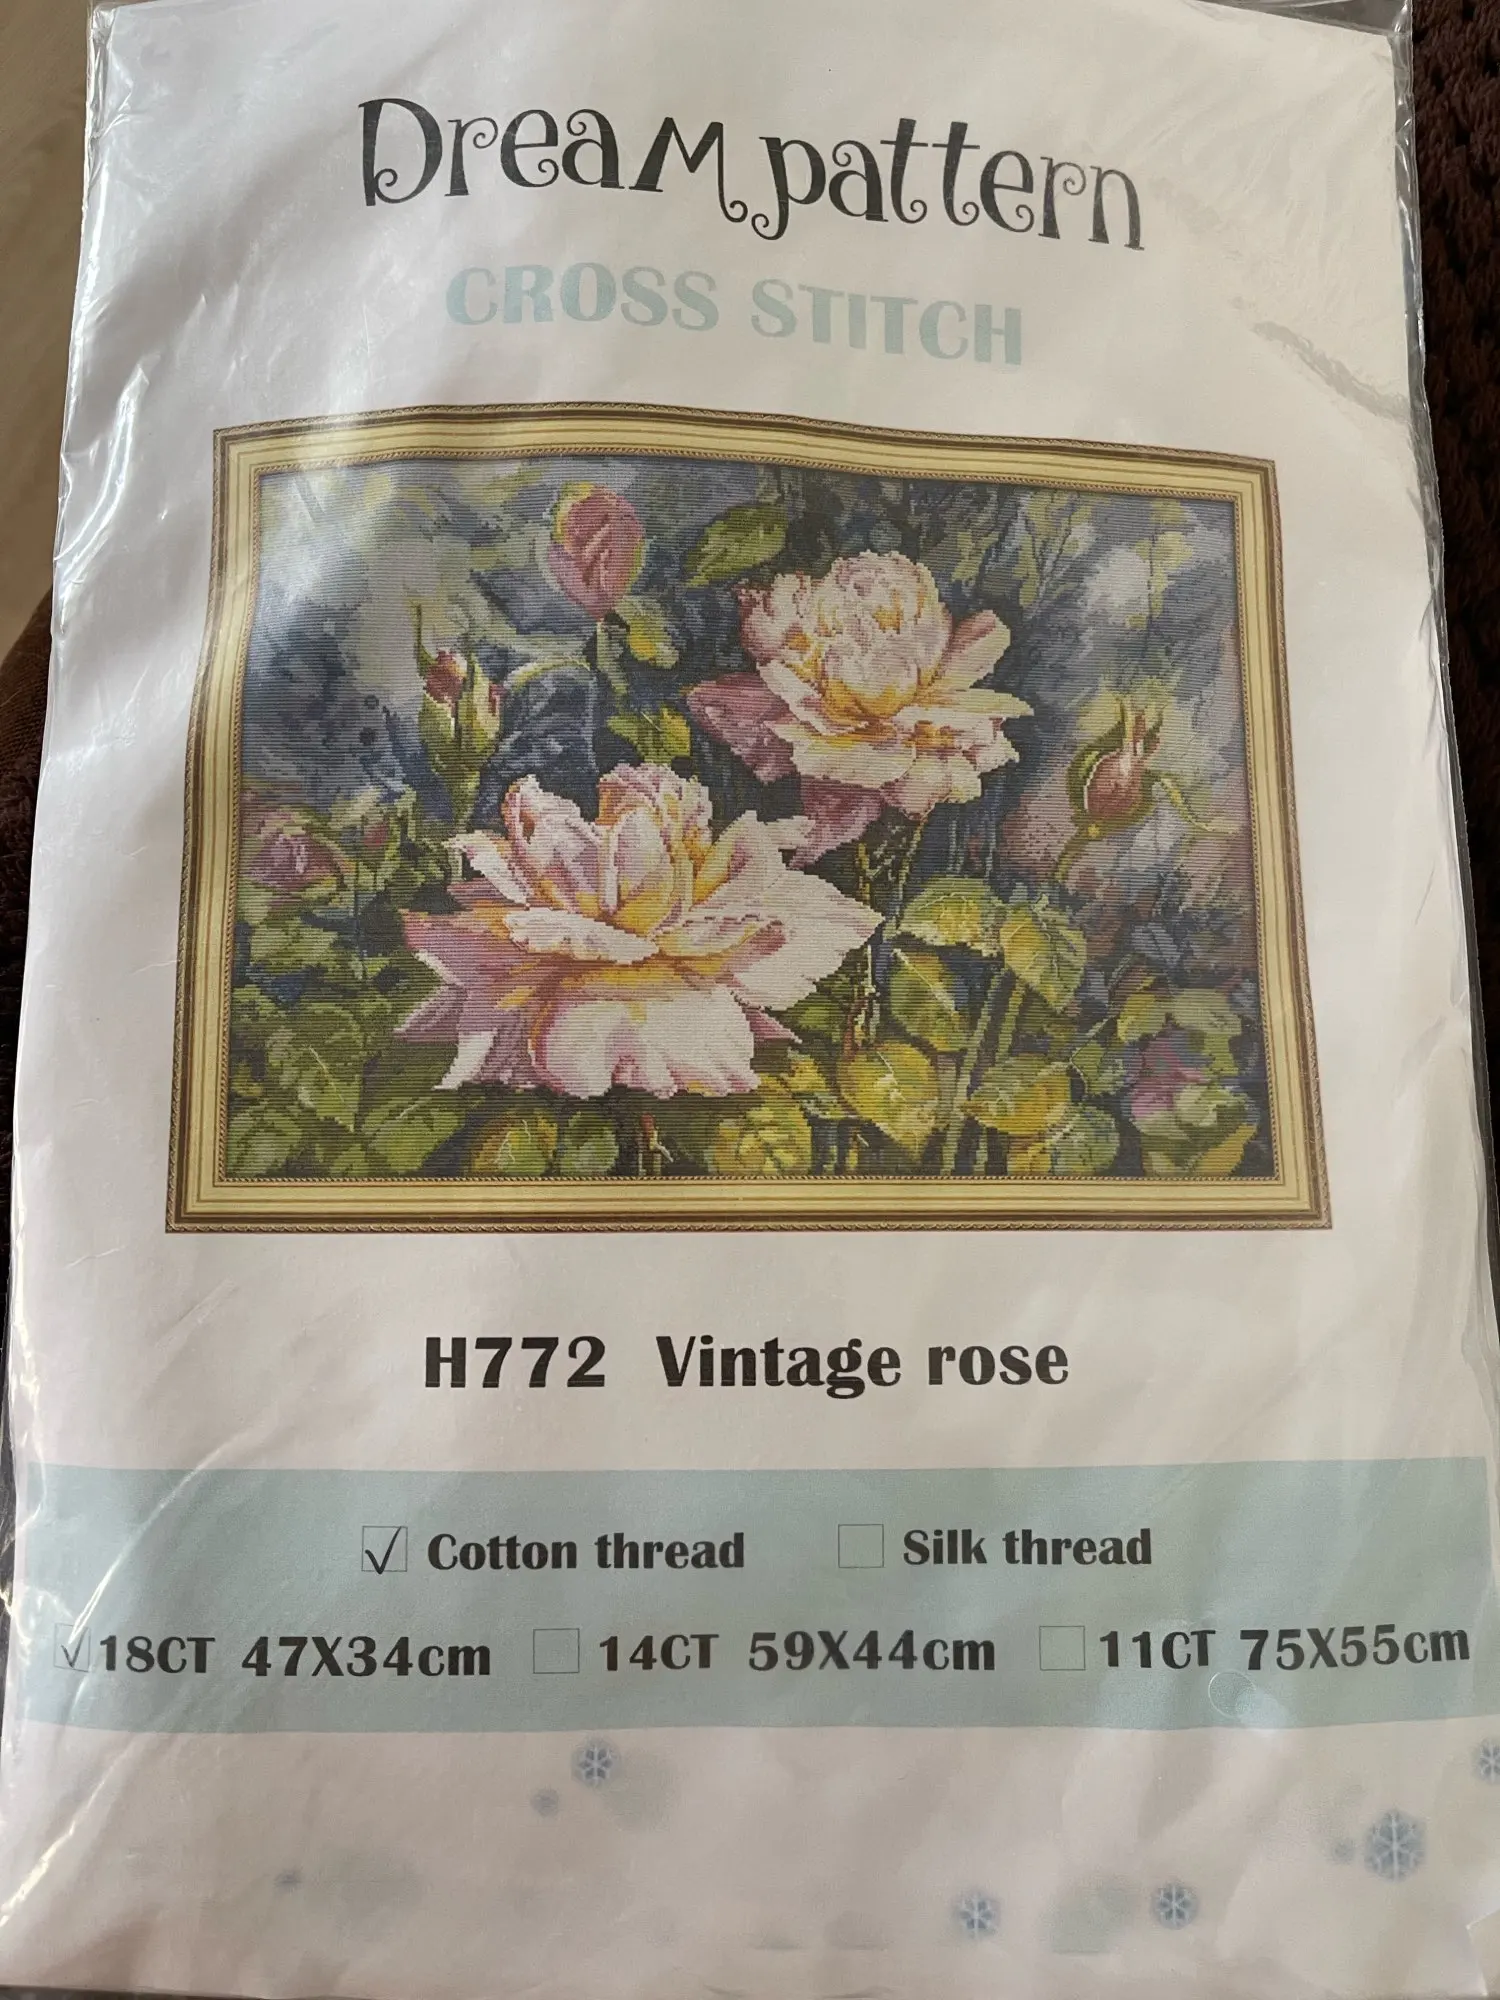 Dream pattern
CROSS STITCH
H772 Vintage rose
Cotton thread Silk thread
18CT 47X34cm 14CT 59X44cm 11CT 75X55cm